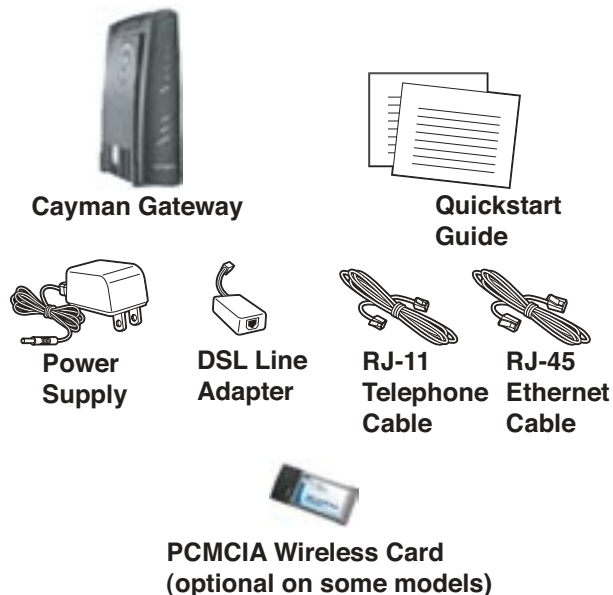 Cayman Gateway
Quickstart
Guide
Power
Supply
DSL Line
Adapter
RJ-11
Telephone
Cable
RJ-45
Ethernet
Cable
PCMCIA Wireless Card
(optional on some models)